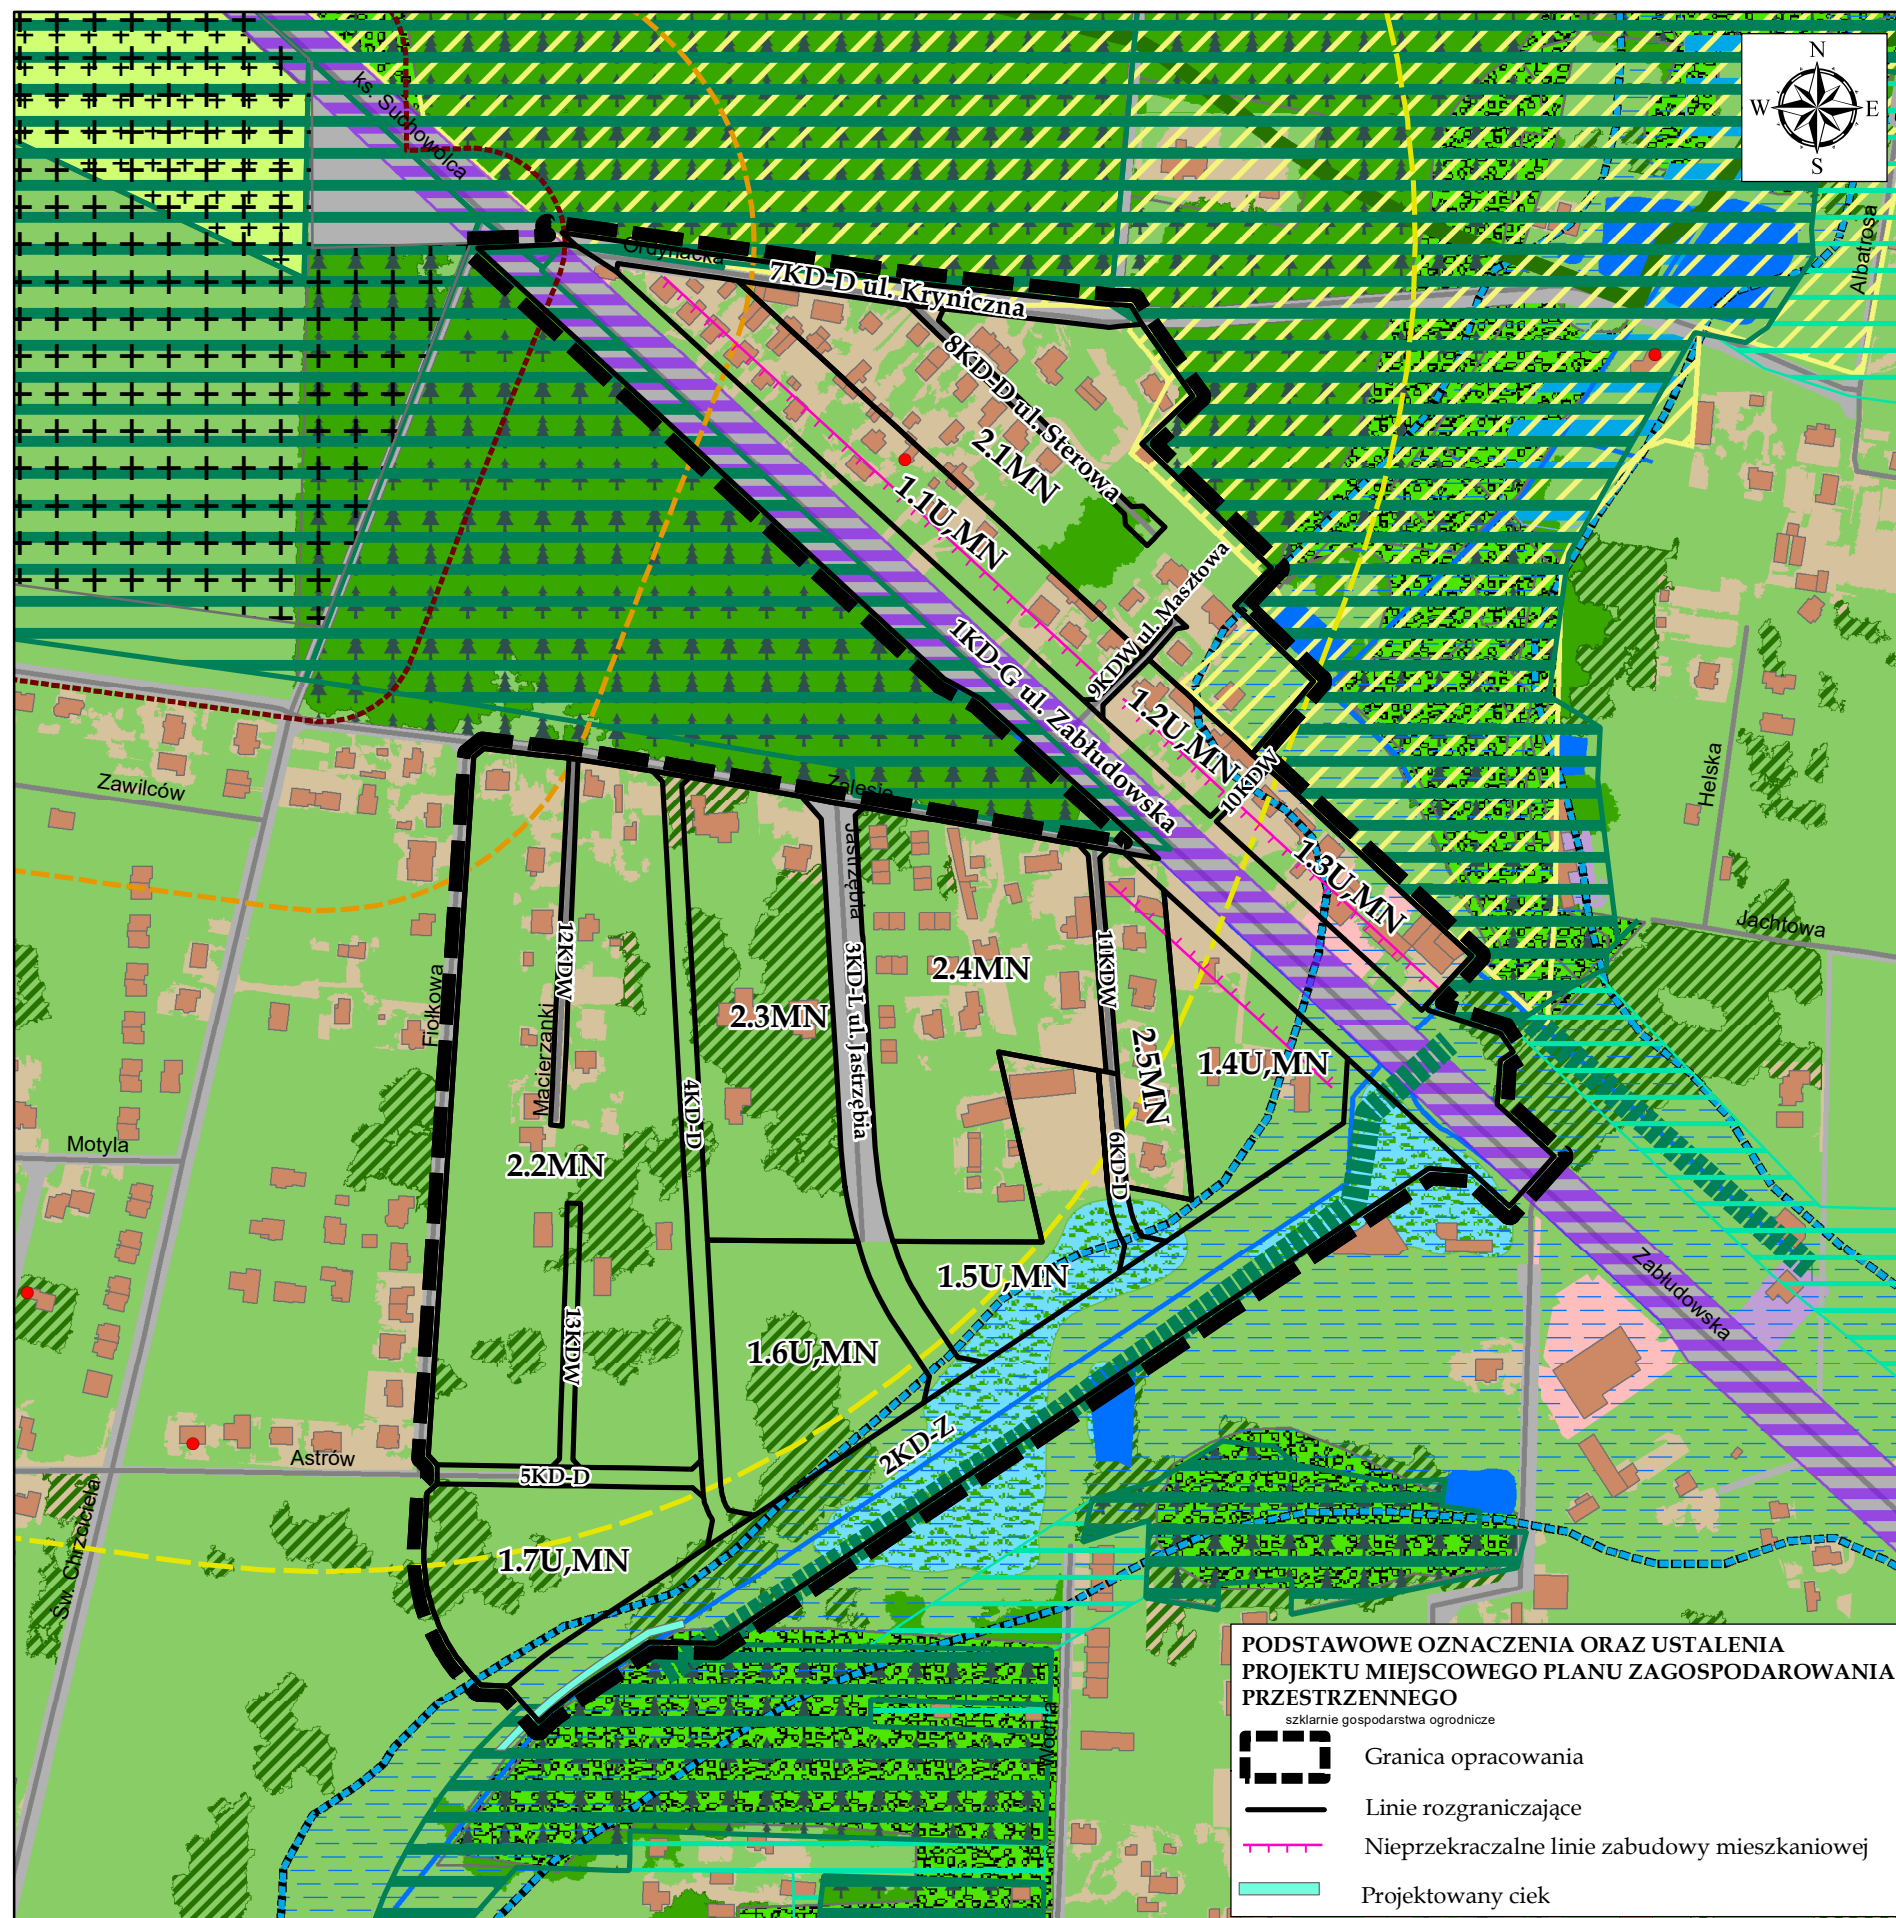 N
W
E
S
ks. Suchowolca
Ordynacka
7KD-D ul. Kryniczna
Albatrosa
8KD-D ul. Sterowa
2.1MN
1.1U,MN
9KDW ul. Masztowa
1KD-G ul. Zabłudowska
1.2U,MN
10KDW
Zawilców
Zalesie
Helska
Jastrzębia
1.3U,MN
Jachtowa
12KDW
11KDW
2.4MN
3KD-L ul. Jastrzębia
2.3MN
Fiołkowa
Macierzanki
2.5MN
1.4U,MN
4KD-D
Motyla
2.2MN
6KD-D
1.5U,MN
Zabłudowska
13KDW
1.6U,MN
2KD-Z
Astrów
5KD-D
Św. Chrzciciela
1.7U,MN
Wodna
PODSTAWOWE OZNACZENIA ORAZ USTALENIA
PROJEKTU MIEJSCOWEGO PLANU ZAGOSPODAROWANIA
PRZESTRZENNEGO
szklarnie gospodarstwa ogrodnicze
Granica opracowania
Linie rozgraniczające
Nieprzekraczalne linie zabudowy mieszkaniowej
Projektowany ciek